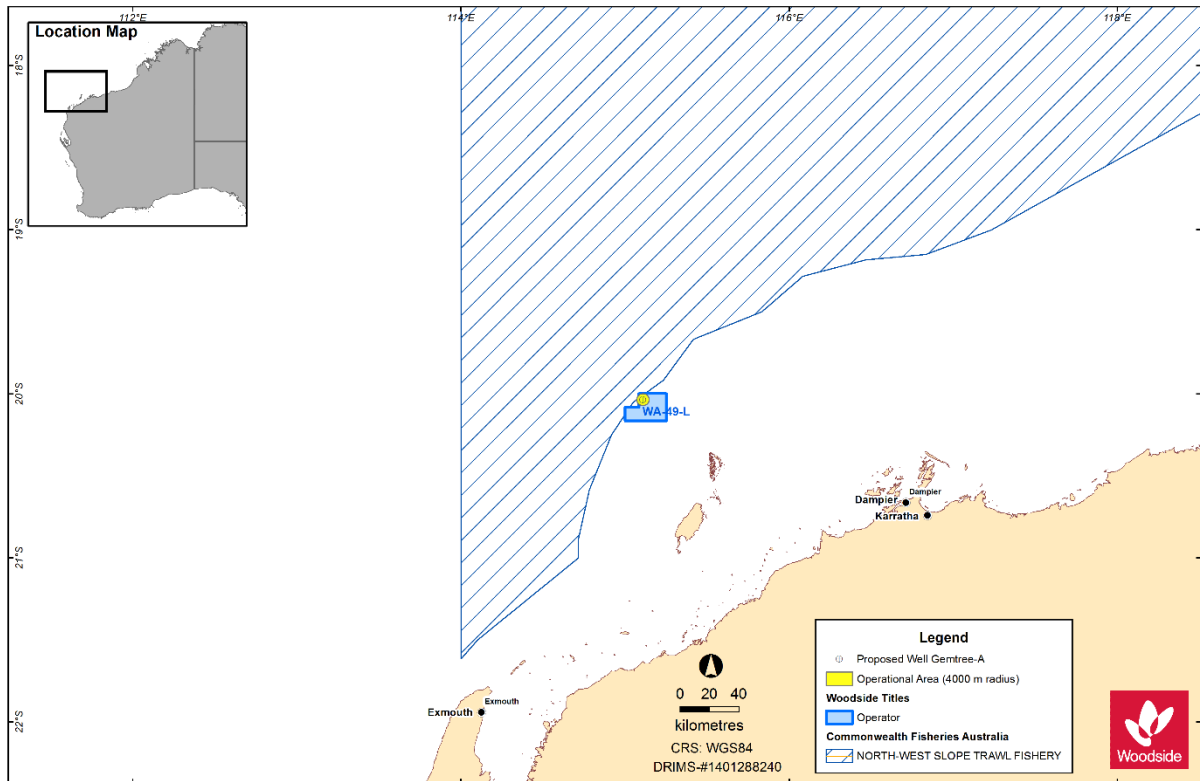 112°E
114°E
116°E
118°E
Location Map
18°S
19°S
20°S
21°S
22°S
WA-49-L
Dampier
Dampier
Karratha
Exmouth
Exmouth
0 20 40
kilometres
CRS: WGS84
DRIMS-#1401288240
Legend
Proposed Well Gemtree-A
Operational Area (4000 m radius)
Woodside Titles
Operator
Commonwealth Fisheries Australia
NORTH-WEST SLOPE TRAWL FISHERY
Woodside